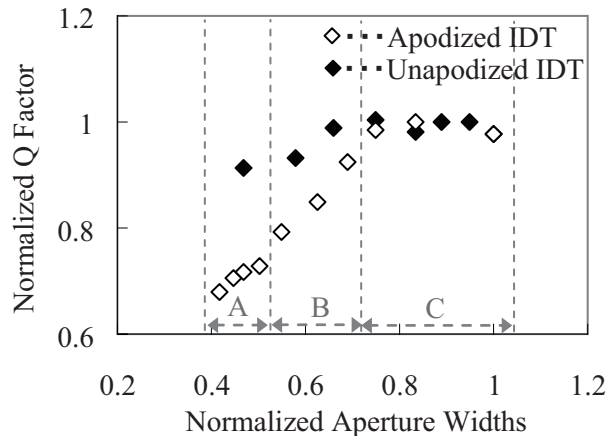 1.2
Apodized IDT
Unapodized IDT
1
0.8
0.6
Normalized Q Factor
A
B
C
0.2
0.4
0.6
0.8
1
1.2
Normalized Aperture Widths